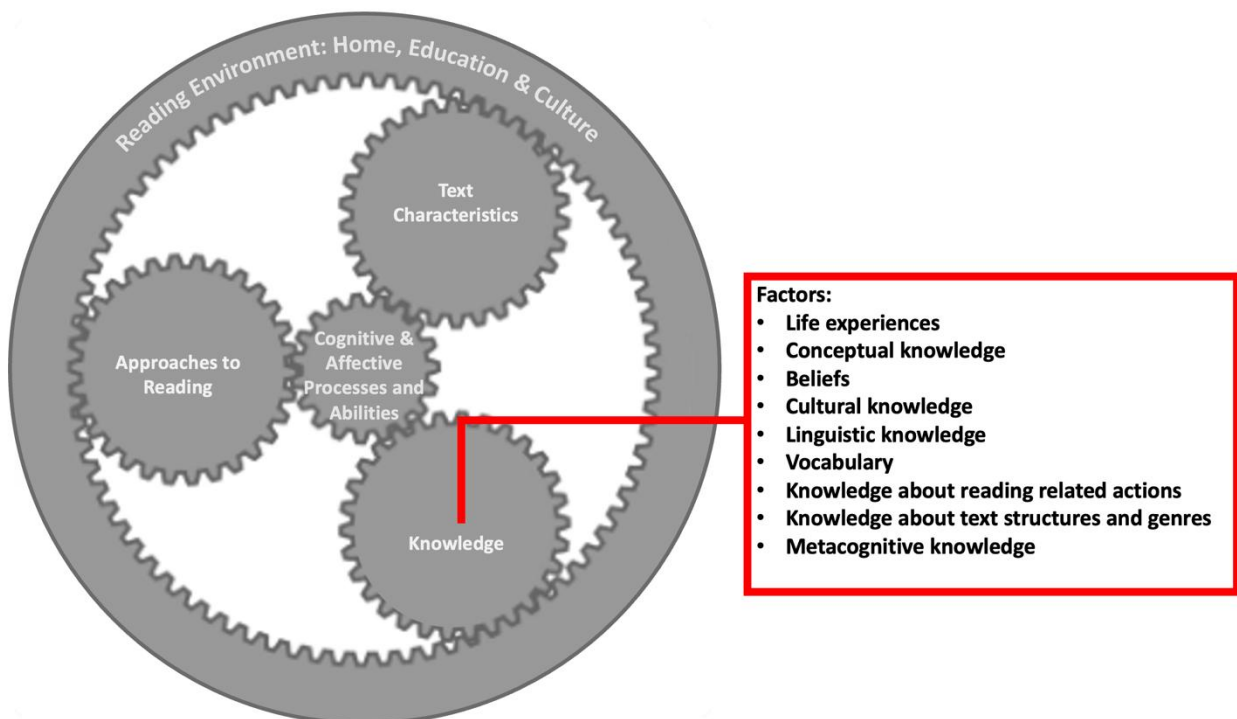 Reading Environment: Home, Education & Culture
Text
Characteristics
Approaches to
Reading
Cognitive &
Affective
Processes and
Abilities
Knowledge
Factors:
• Life experiences
• Conceptual knowledge
• Beliefs
• Cultural knowledge
• Linguistic knowledge
• Vocabulary
• Knowledge about reading related actions
• Knowledge about text structures and genres
• Metacognitive knowledge